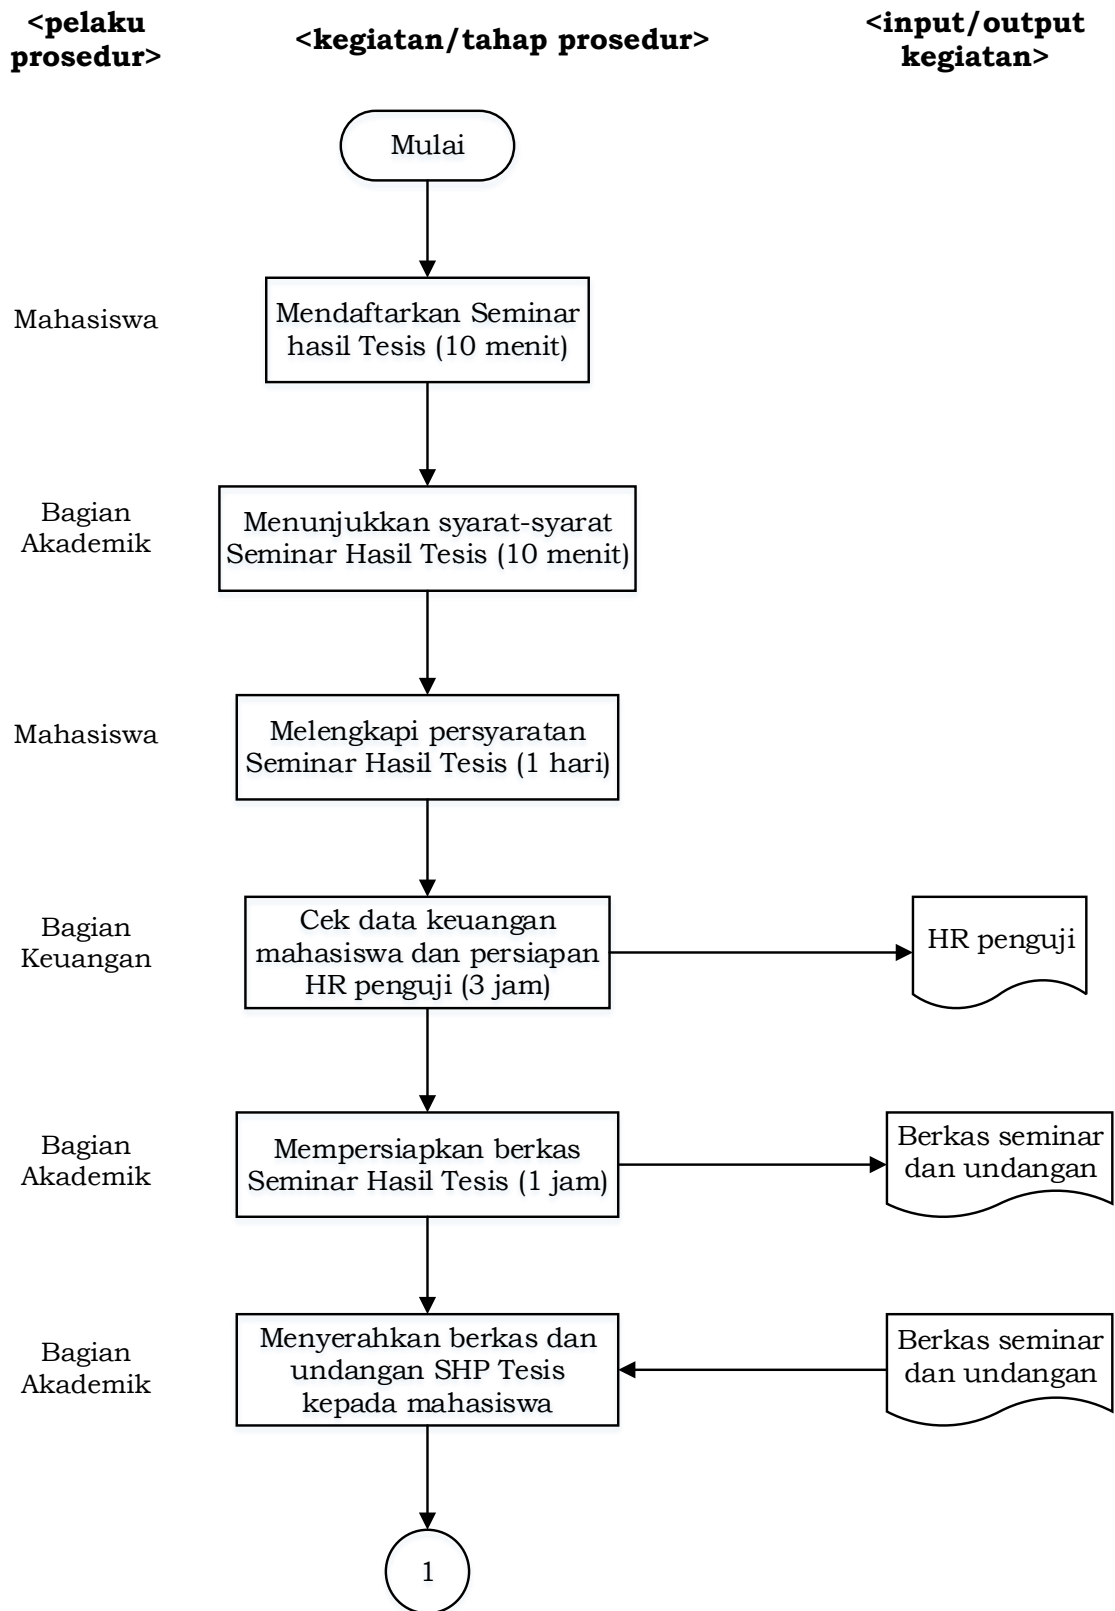 <pelaku
prosedur>
<kegiatan/tahap prosedur>
<input/output
kegiatan>
Mulai
Mahasiswa
Mendaftarkan Seminar
hasil Tesis (10 menit)
Bagian
Akademik
Menunjukkan syarat-syarat
Seminar Hasil Tesis (10 menit)
Mahasiswa
Melengkapi persyaratan
Seminar Hasil Tesis (1 hari)
Bagian
Keuangan
Cek data keuangan
mahasiswa dan persiapan
HR penguji (3 jam)
HR penguji
Bagian
Akademik
Mempersiapkan berkas
Seminar Hasil Tesis (1 jam)
Berkas seminar
dan undangan
Bagian
Akademik
Menyerahkan berkas dan
undangan SHP Tesis
kepada mahasiswa
Berkas seminar
dan undangan
1